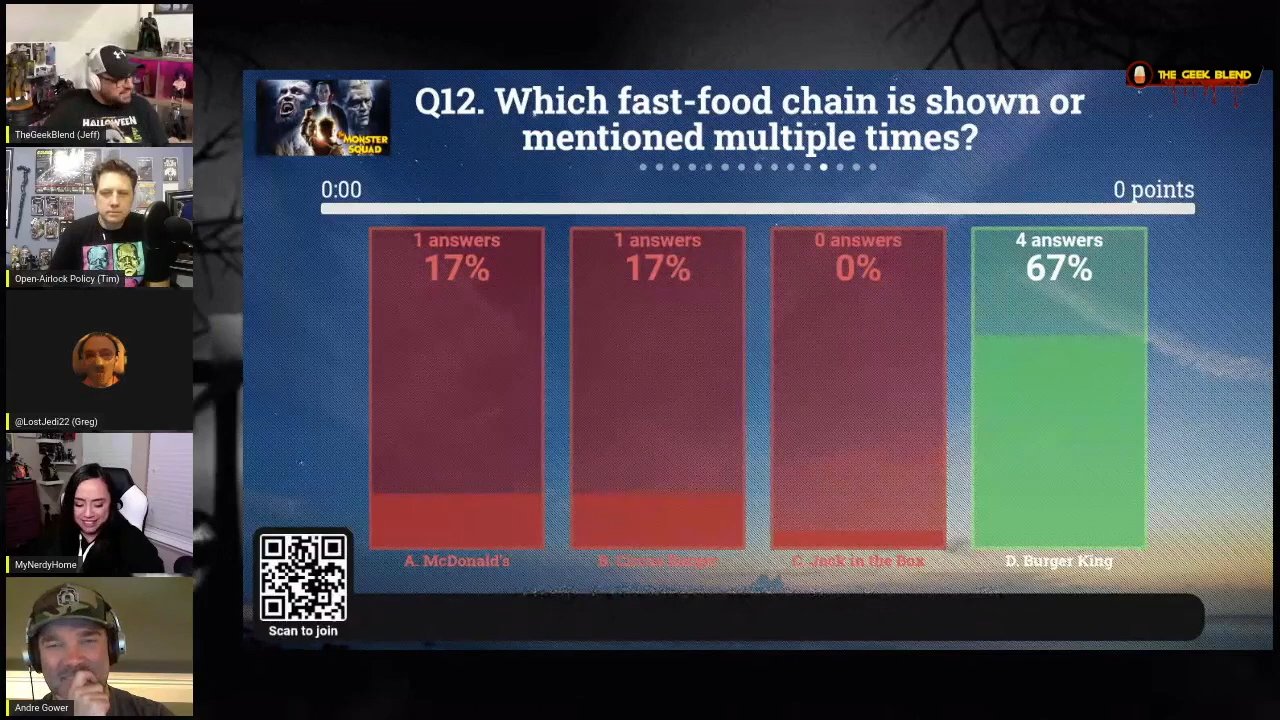 TheGeekBlend (Jeff)
HALLOWEEN
Open-Airlock Policy (Tim)
@LostJedi22 (Greg)
MyNerdyHome
Andre Gower
MONSTER
SQUAD
THE GEEK BLEND
Q12. Which fast-food chain is shown or
mentioned multiple times?
0:00
0 points
1 answers
17%
1 answers
17%
0 answers
0%
4 answers
67%
A. McDonald's
B.
C. Jack in the Box
D. Burger King
Scan to join